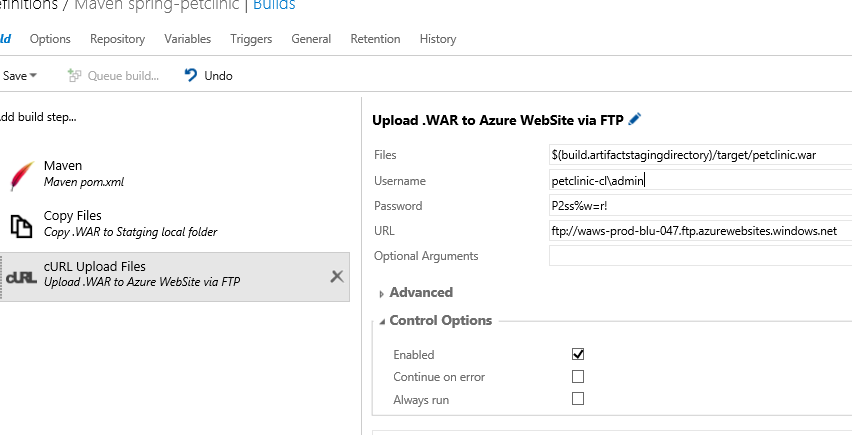 efinitions / Maven spring-petclinic | Builds
ld Options Repository Variables Triggers General Retention History
Save Queue build... Undo
dd build step...
Maven
Maven pom.xml
Copy Files
Copy .WAR to Statging local folder
cURL
cURL Upload Files
Upload .WAR to Azure WebSite via FTP
Upload .WAR to Azure WebSite via FTP
Files $(build.artifactstagingdirectory)/target/petclinic.war
Username petclinic-cl\admin
Password P2ss%w=r!
URL ftp://waws-prod-blu-047.ftp.azurewebsites.windows.net
Optional Arguments
Advanced
Control Options
Enabled
Continue on error
Always run